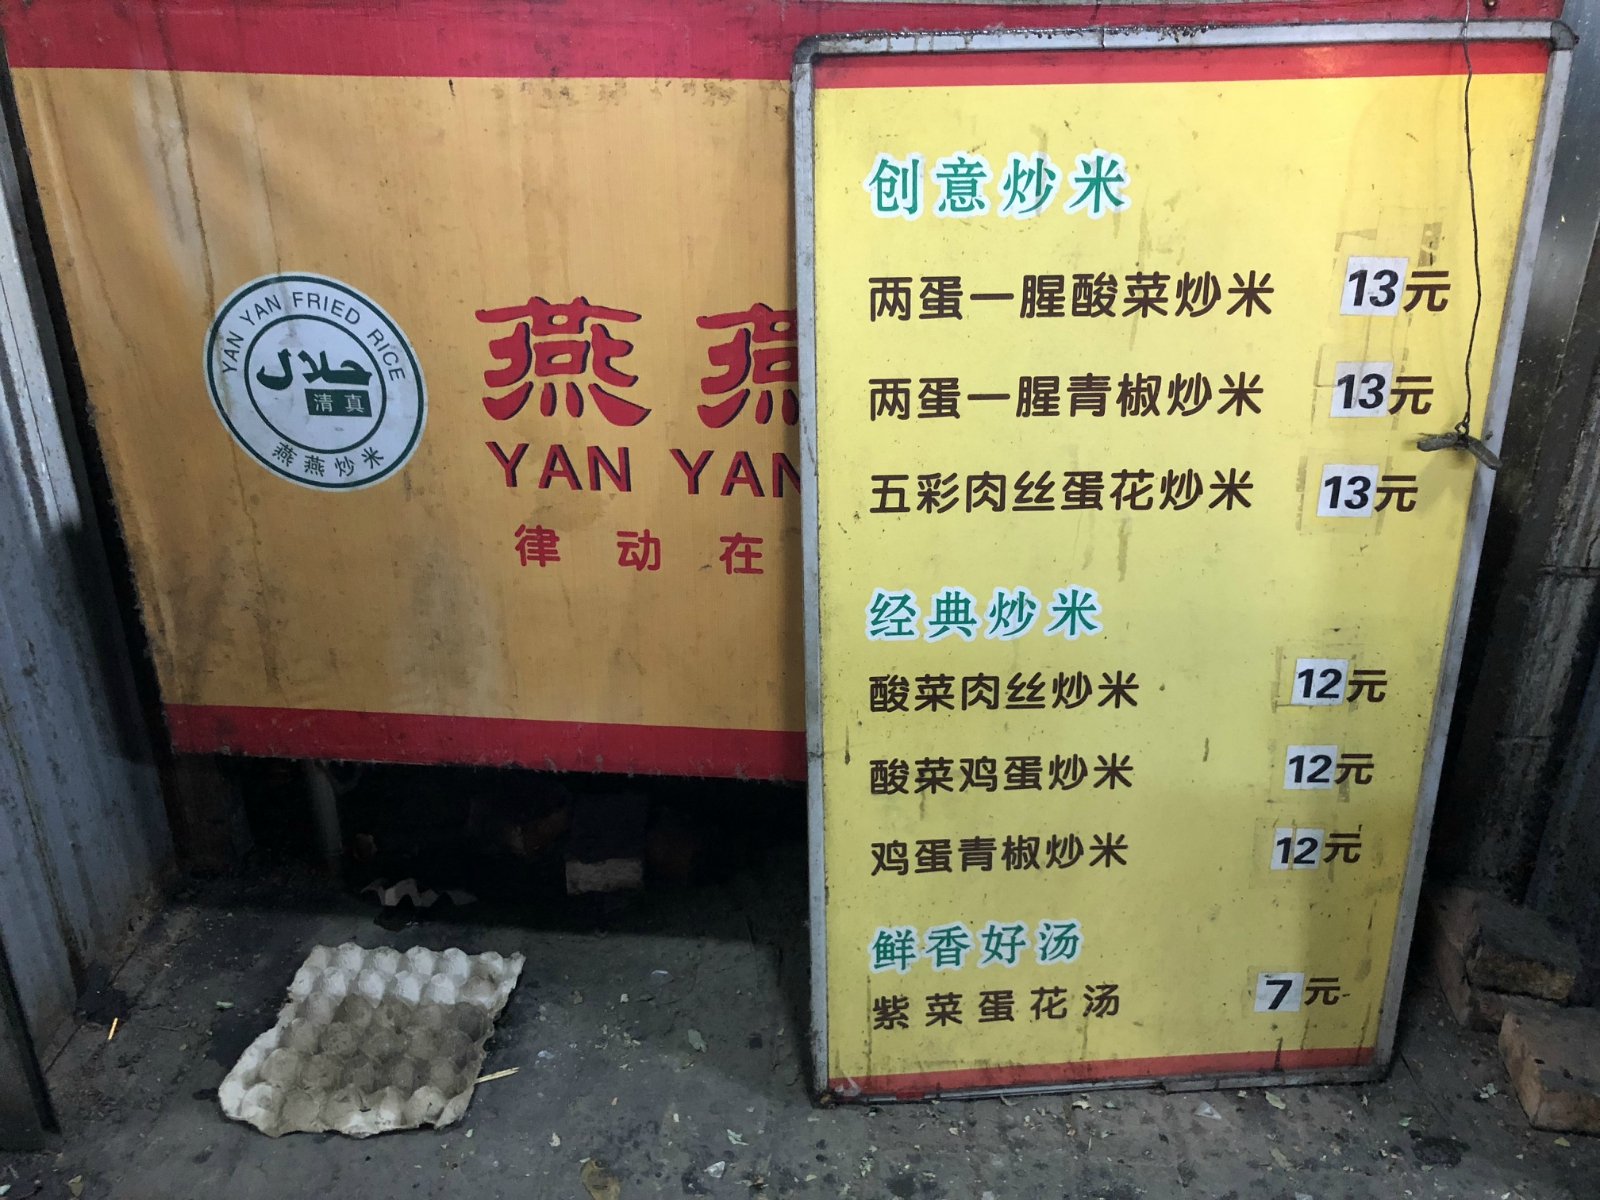 YAN YAN FRIED RICE
حلال
清真
燕燕炒米
燕 燕
YAN YAN
律动在
创意炒米
两蛋一腥酸菜炒米 13元
两蛋一腥青椒炒米 13元
五彩肉丝蛋花炒米 13元
经典炒米
酸菜肉丝炒米 12元
酸菜鸡蛋炒米 12元
鸡蛋青椒炒米 12元
鲜香好汤
紫菜蛋花汤 7元